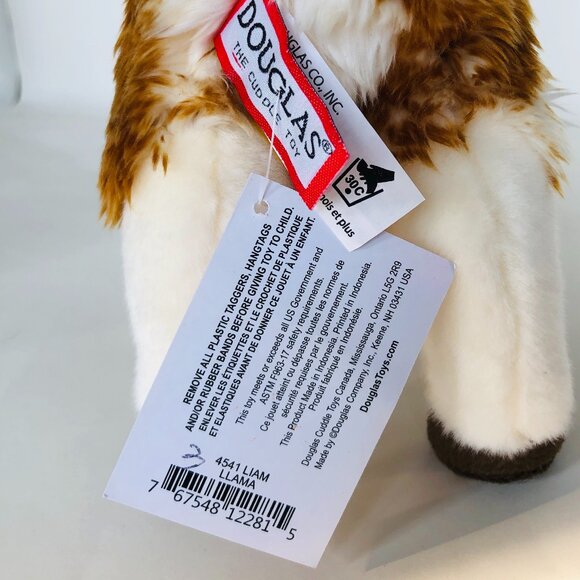 DOUGLAS®
THE CUDDLE TOY
GLAS CO., INC.
30C
ois et plus
REMOVE ALL PLASTIC TAGGERS, HANGTAGS
AND/OR RUBBER BANDS BEFORE GIVING TOY TO CHILD.
ENLEVER LES ETIQUETTES ET LE CROCHET DE PLASTIQUE
ET ELASTIQUES AVANT DE DONNER CE JOUET À UN ENFANT.
This toy meets or exceeds all US Government and
ASTM F963-17 safety requirements.
Ce jouet atteint ou dépasse toutes les normes de
sécurité requises par le gouvernement.
This Product Made in Indonesia. Printed in Indonesia.
Produit fabriqué en Indonésie.
Douglas Cuddle Toys Canada, Mississauga, Ontario L5G 2R9
Made by ©Douglas Company, Inc., Keene, NH 03431 USA
DouglasToys.com
3
4541 LIAM
LLAMA
7 67548 12281 5